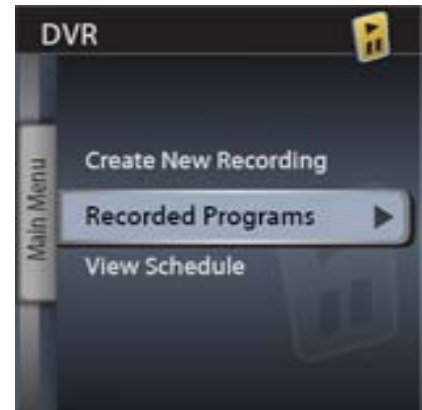 DVR
Main Menu
Create New Recording
Recorded Programs
View Schedule